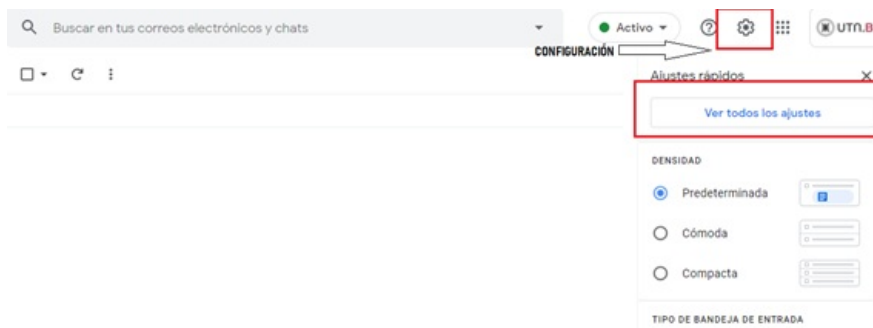 Buscar en tus correos electrónicos y chats
Activo
UTN.B
CONFIGURACIÓN
Ajustes rápidos
Ver todos los ajustes
DENSIDAD
Predeterminada
Cómoda
Compacta
TIPO DE BANDEJA DE ENTRADA